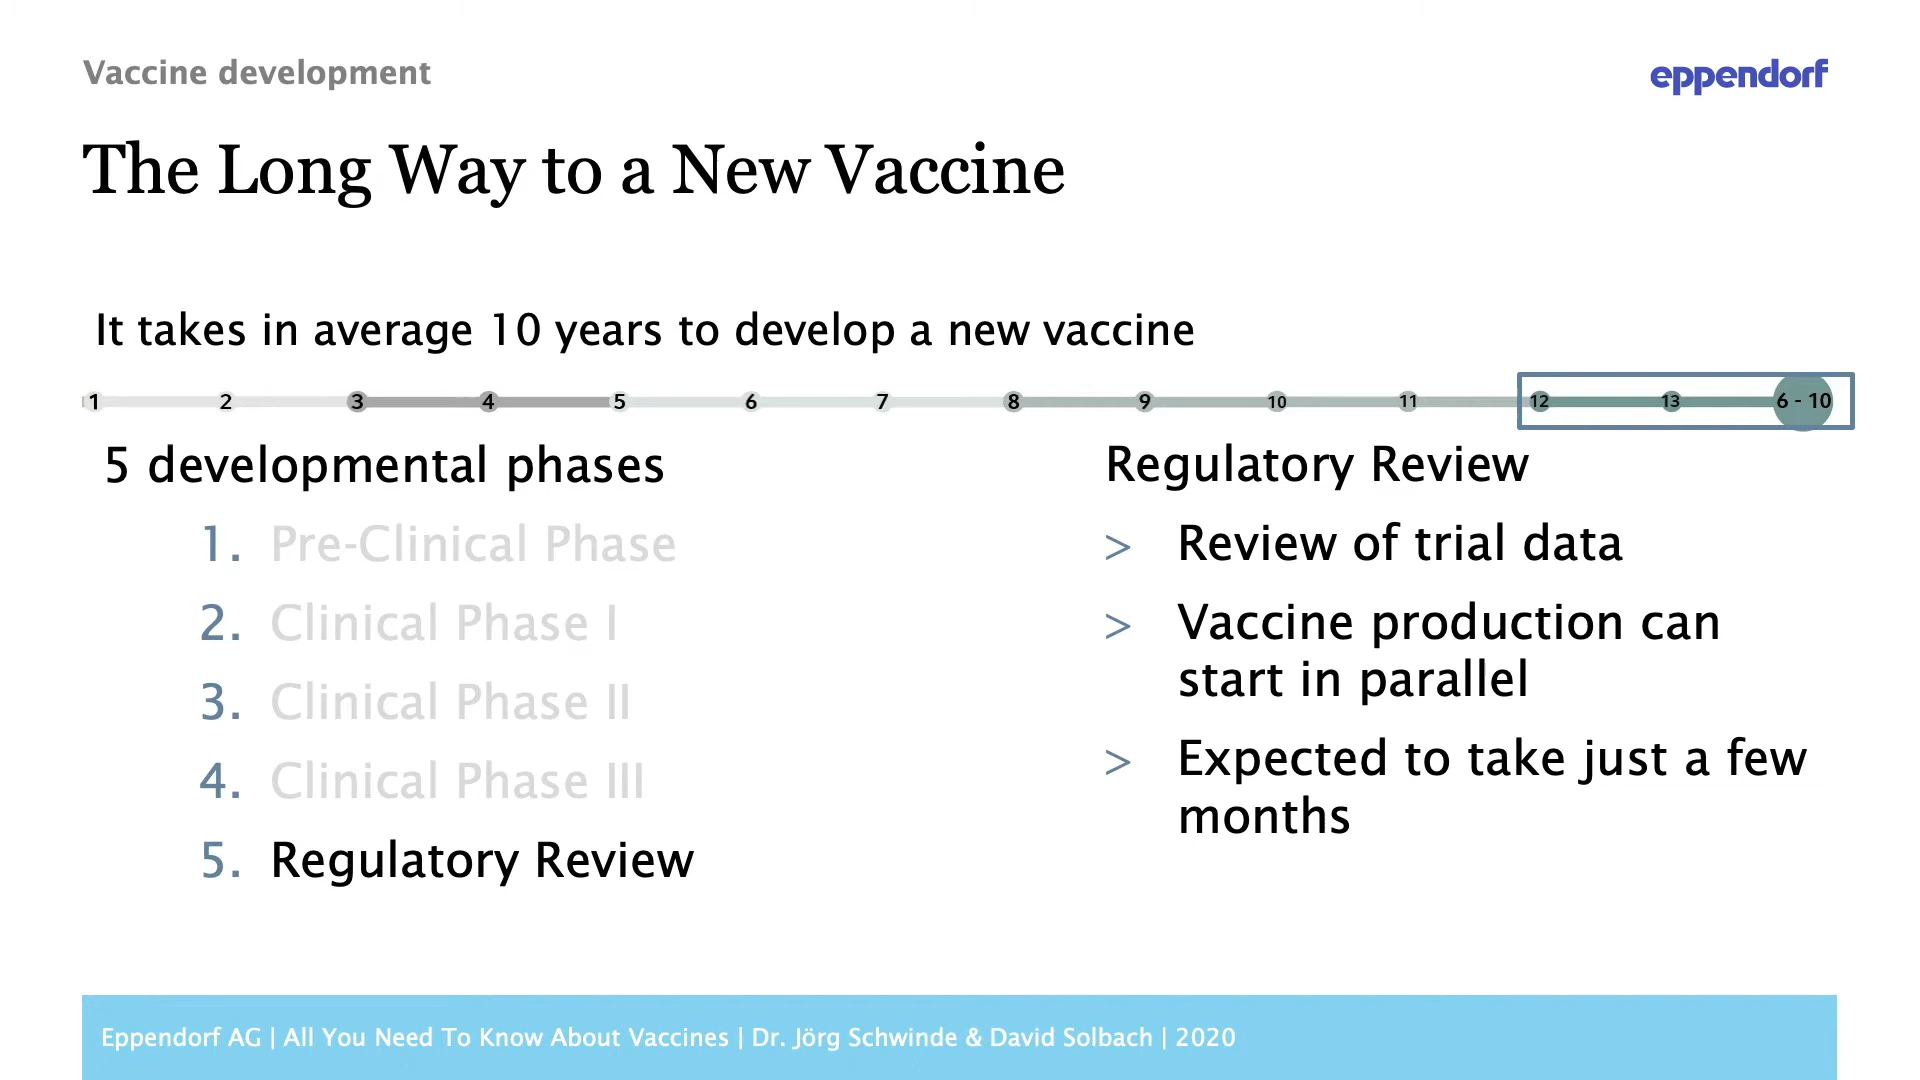 Vaccine development
eppendorf
The Long Way to a New Vaccine
It takes in average 10 years to develop a new vaccine
1 2 3 4 5 6 7 8 9 10 11 12 13 6 - 10
5 developmental phases
1. Pre-Clinical Phase
2. Clinical Phase I
3. Clinical Phase II
4. Clinical Phase III
5. Regulatory Review
Regulatory Review
> Review of trial data
> Vaccine production can
start in parallel
> Expected to take just a few
months
Eppendorf AG | All You Need To Know About Vaccines | Dr. Jörg Schwinde & David Solbach | 2020